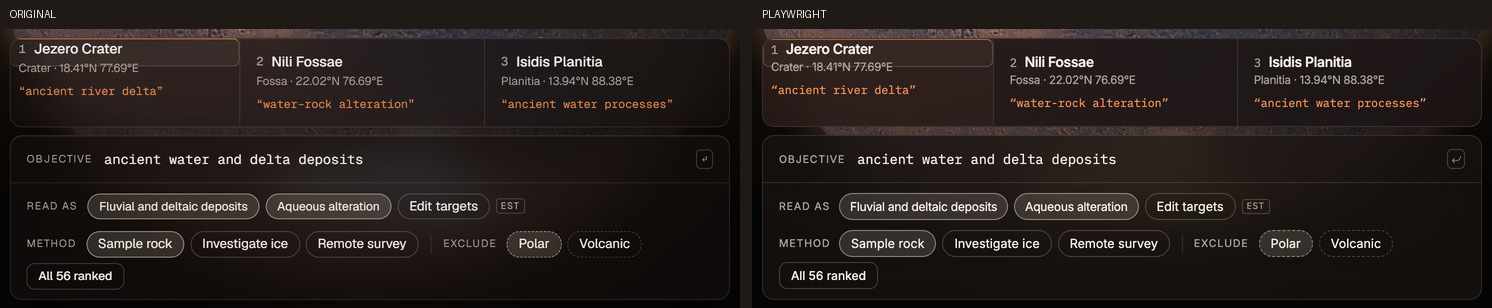 ORIGINAL
1 Jezero Crater
Crater · 18.41°N 77.69°E
“ancient river delta”
2 Nili Fossae
Fossa · 22.02°N 76.69°E
“water-rock alteration”
3 Isidis Planitia
Planitia · 13.94°N 88.38°E
“ancient water processes”
OBJECTIVE ancient water and delta deposits
READ AS Fluvial and deltaic deposits Aqueous alteration Edit targets EST
METHOD Sample rock Investigate ice Remote survey EXCLUDE Polar Volcanic
All 56 ranked
PLAYWRIGHT
1 Jezero Crater
Crater · 18.41°N 77.69°E
“ancient river delta”
2 Nili Fossae
Fossa · 22.02°N 76.69°E
“water-rock alteration”
3 Isidis Planitia
Planitia · 13.94°N 88.38°E
“ancient water processes”
OBJECTIVE ancient water and delta deposits
READ AS Fluvial and deltaic deposits Aqueous alteration Edit targets EST
METHOD Sample rock Investigate ice Remote survey EXCLUDE Polar Volcanic
All 56 ranked